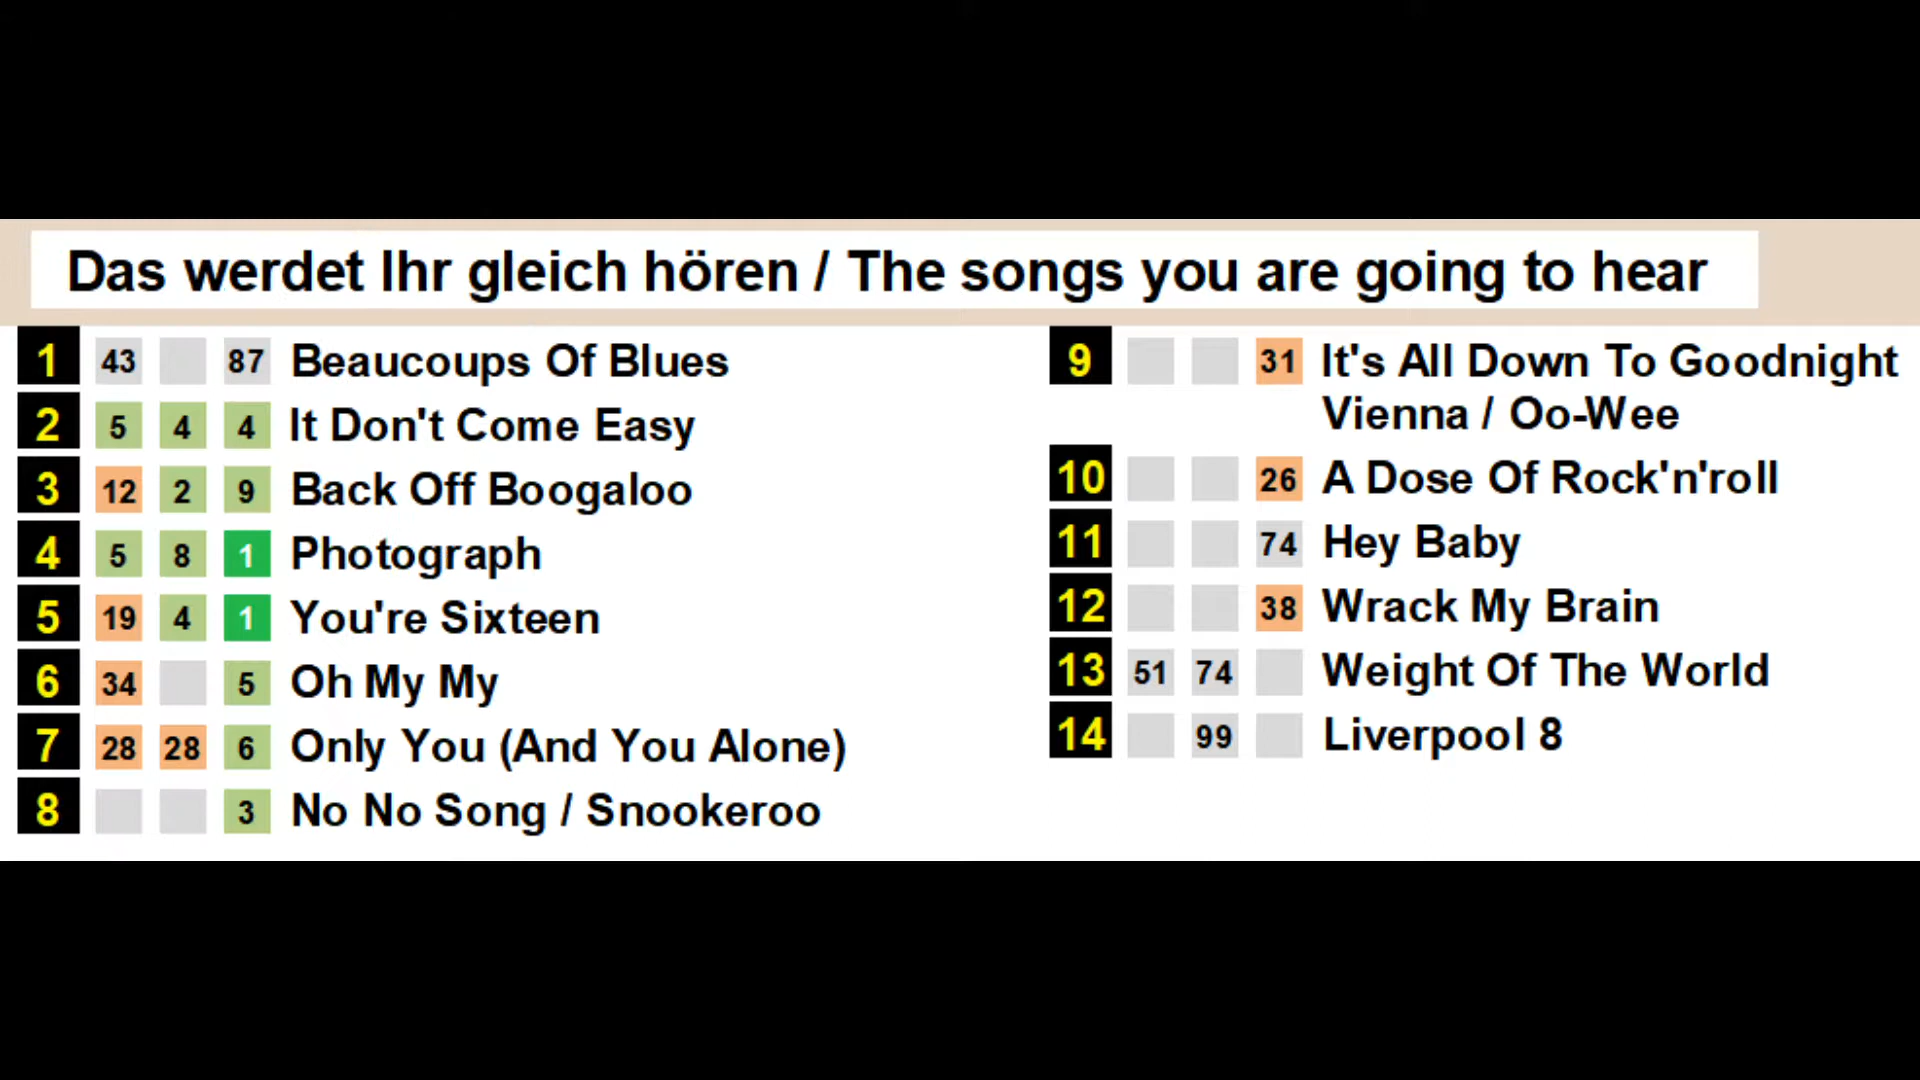 Das werdet Ihr gleich hören / The songs you are going to hear
1 43 87 Beaucoups Of Blues
2 5 4 4 It Don't Come Easy
3 12 2 9 Back Off Boogaloo
4 5 8 1 Photograph
5 19 4 1 You're Sixteen
6 34 5 Oh My My
7 28 28 6 Only You (And You Alone)
8 3 No No Song / Snookeroo
9 31 It's All Down To Goodnight
Vienna / Oo-Wee
10 26 A Dose Of Rock'n'roll
11 74 Hey Baby
12 38 Wrack My Brain
13 51 74 Weight Of The World
14 99 Liverpool 8